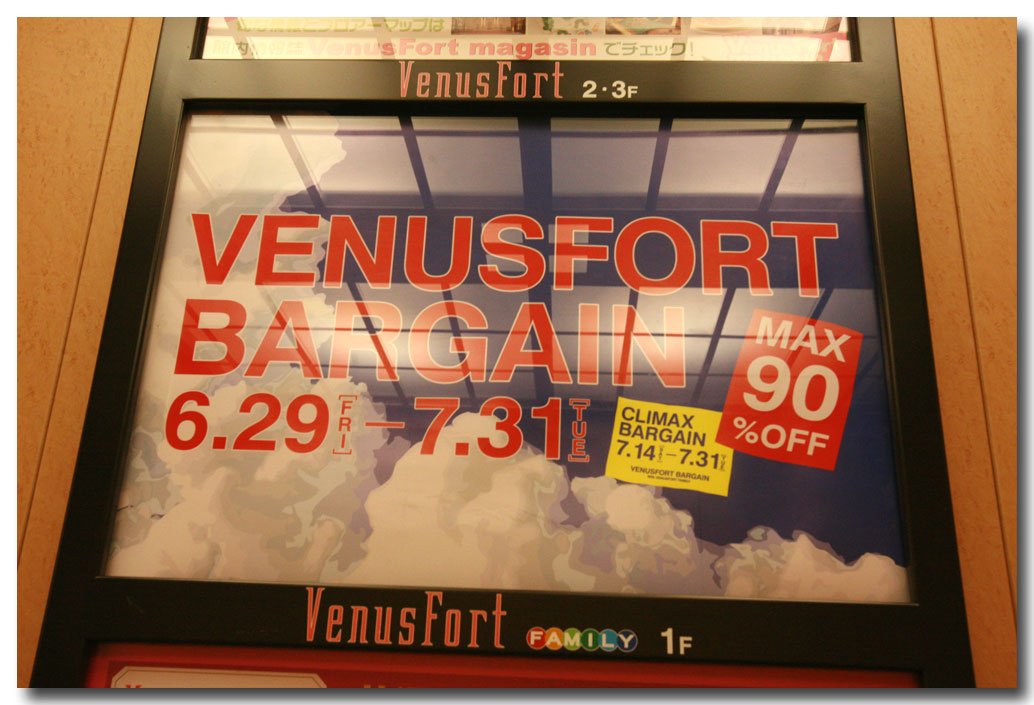 VenusFort magasin でチェック!
VenusFort 2・3F
VENUSFORT
BARGAIN
6.29[FRI]—7.31[TUE]
MAX
90
%OFF
CLIMAX
BARGAIN
7.14—7.31
VENUSFORT BARGAIN
VenusFort FAMILY 1F